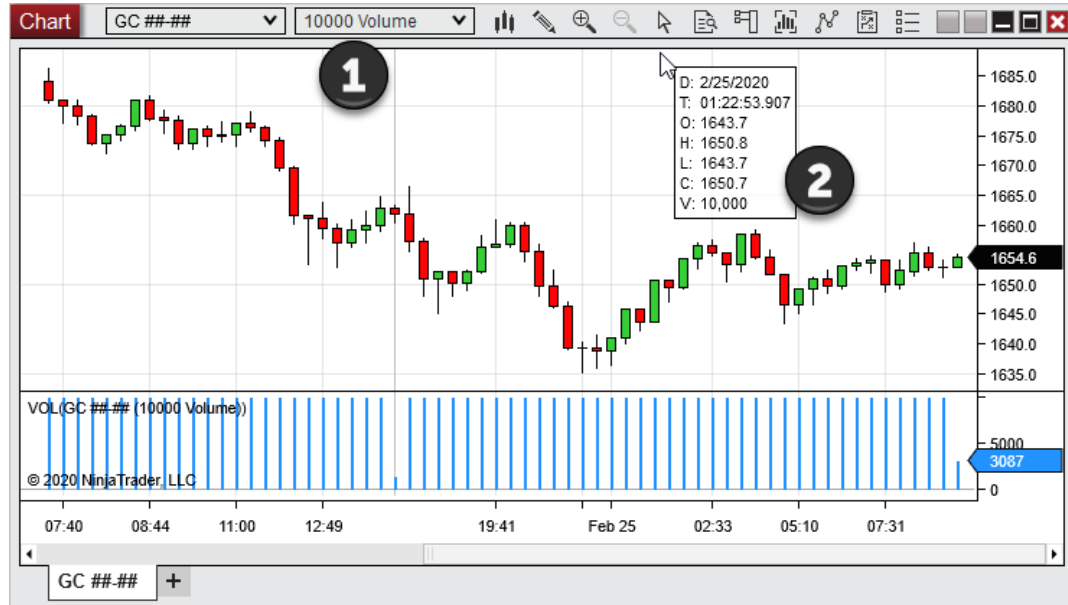 Chart GC ##-## 10000 Volume
1
D: 2/25/2020
T: 01:22:53.907
O: 1643.7
H: 1650.8
L: 1643.7
C: 1650.7
V: 10,000
2
1685.0
1680.0
1675.0
1670.0
1665.0
1660.0
1654.6
1650.0
1645.0
1640.0
1635.0
VOL(GC ##-## (10000 Volume))
5000
3087
© 2020 NinjaTrader, LLC
0
07:40 08:44 11:00 12:49 19:41 Feb 25 02:33 05:10 07:31
GC ##-## +